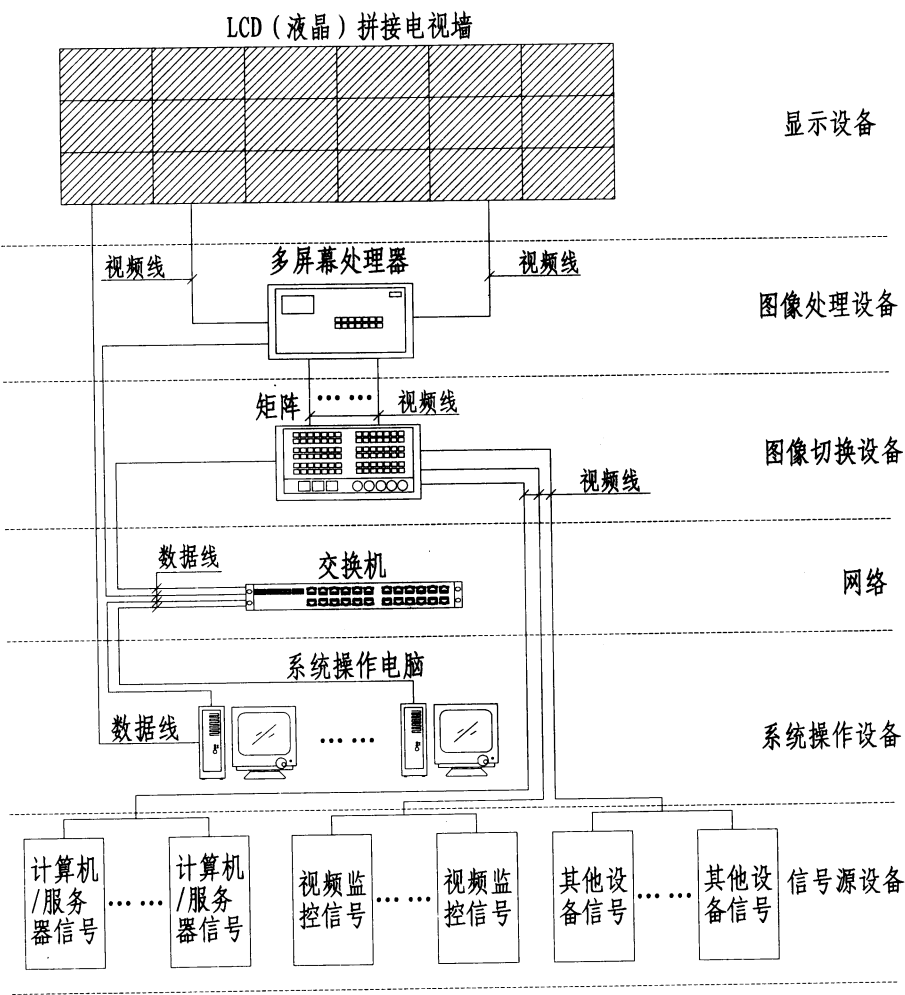 LCD（液晶）拼接电视墙
显示设备
视频线
多屏幕处理器
视频线
图像处理设备
矩阵
视频线
图像切换设备
视频线
数据线
交换机
网络
系统操作电脑
数据线
系统操作设备
计算机
/服务
器信号
计算机
/服务
器信号
视频监
控信号
视频监
控信号
其他设
备信号
其他设
备信号
信号源设备